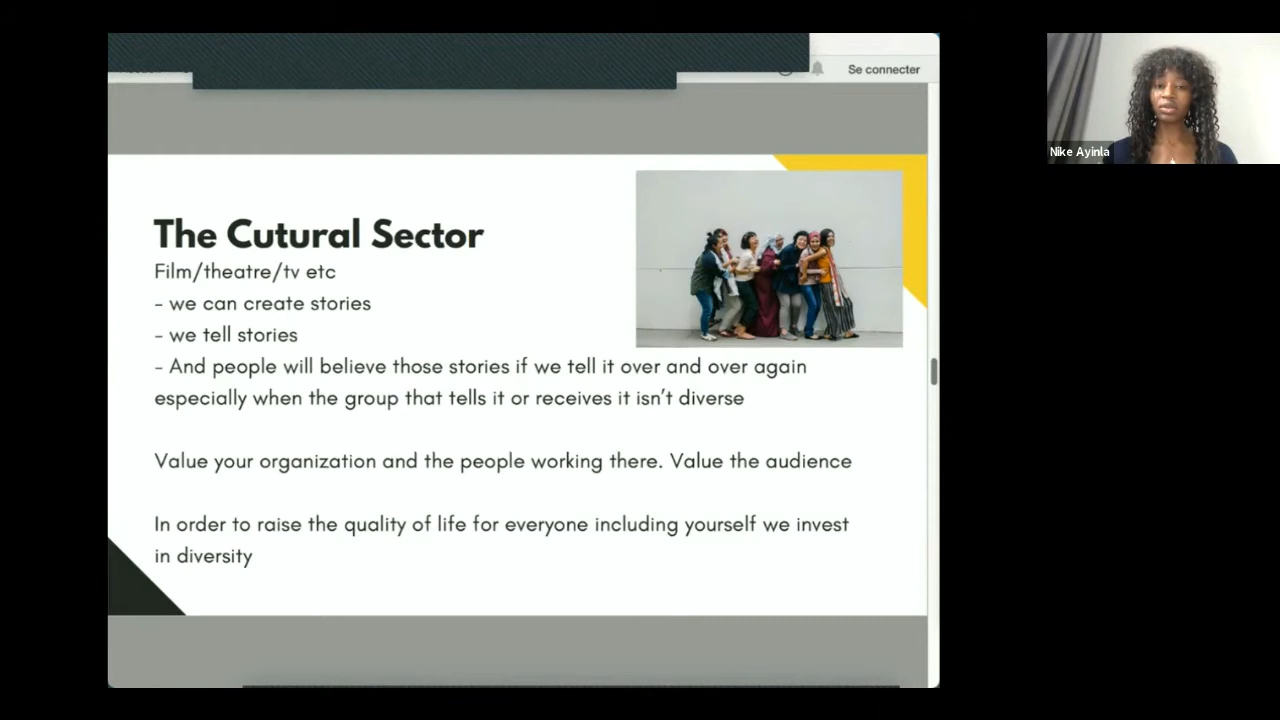 Se connecter
Nike Ayinla
The Cutural Sector
Film/theatre/tv etc
- we can create stories
- we tell stories
- And people will believe those stories if we tell it over and over again
especially when the group that tells it or receives it isn’t diverse
Value your organization and the people working there. Value the audience
In order to raise the quality of life for everyone including yourself we invest
in diversity